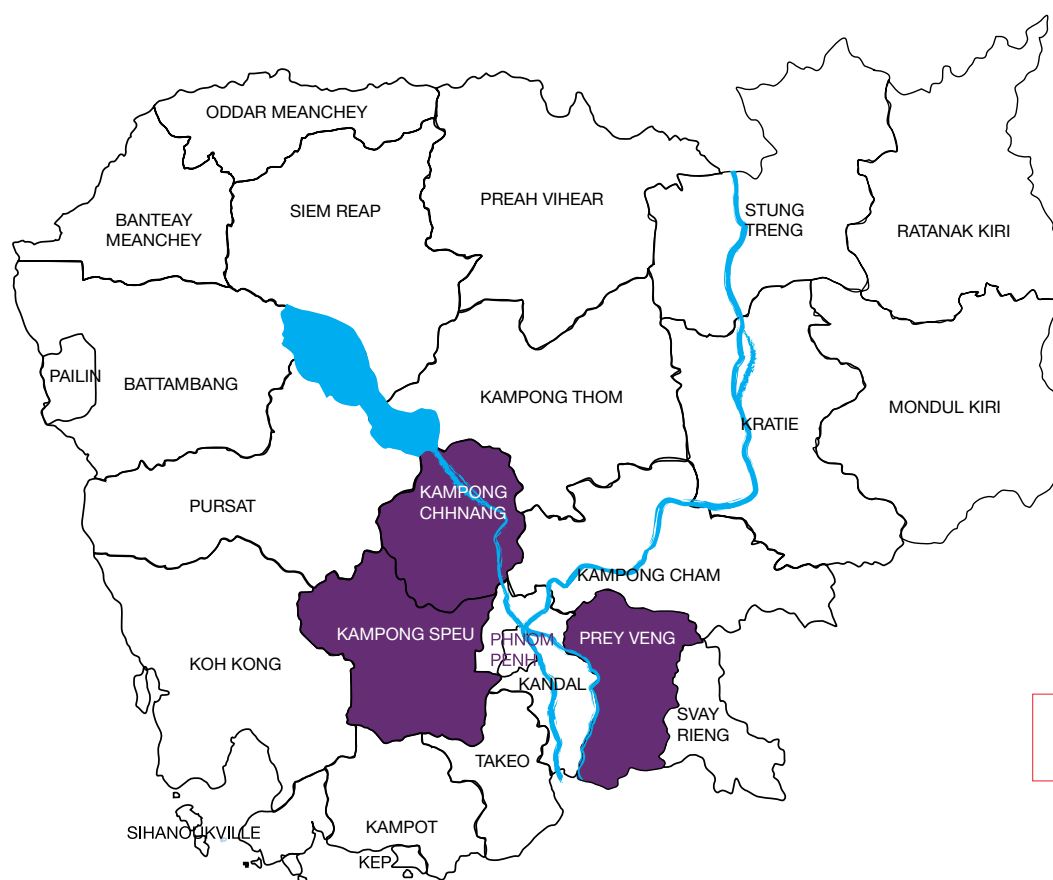 ODDAR MEANCHEY
PREAH VIHEAR
SIEM REAP
STUNG
TRENG
BANTEAY
MEANCHEY
RATANAK KIRI
PAILIN
BATTAMBANG
KAMPONG THOM
MONDUL KIRI
KRATIE
KAMPONG
CHHNANG
PURSAT
KAMPONG CHAM
KAMPONG SPEU
PHNOM
PENH
PREY VENG
KOH KONG
KANDAL
SVAY
RIENG
TAKEO
SIHANOUKVILLE
KAMPOT
KEP